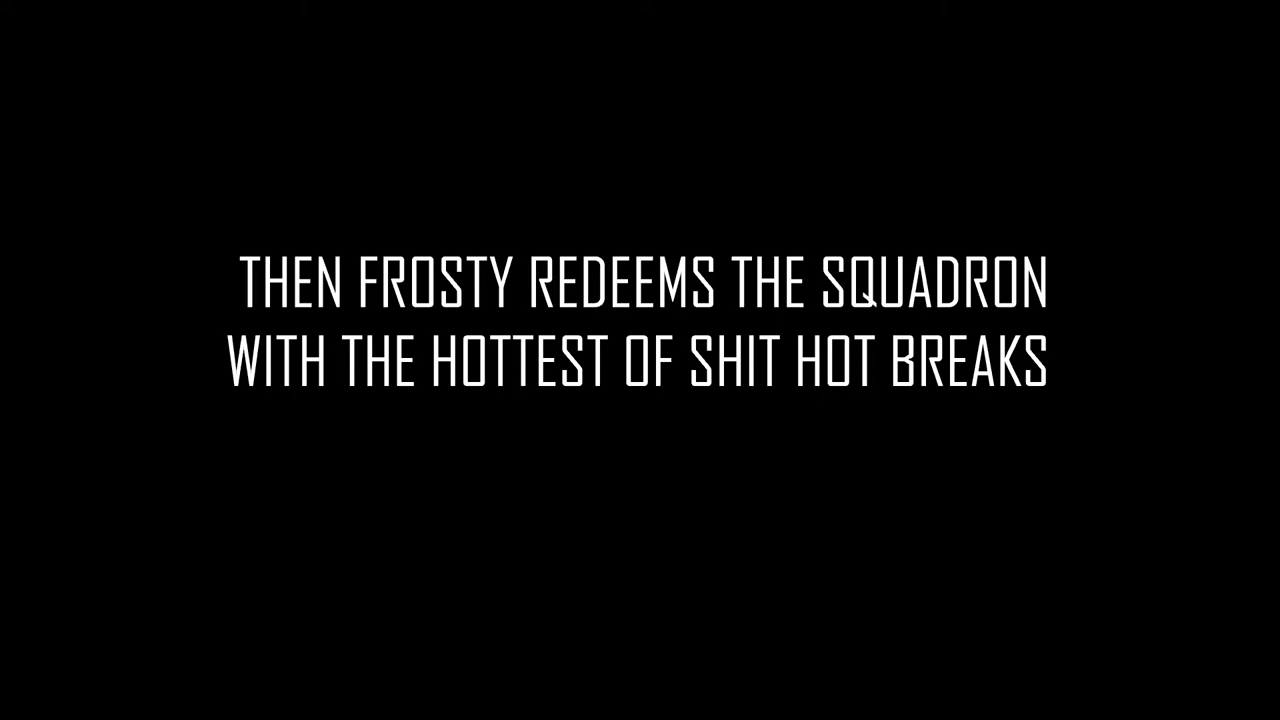 THEN FROSTY REDEEMS THE SQUADRON
WITH THE HOTTEST OF SHIT HOT BREAKS